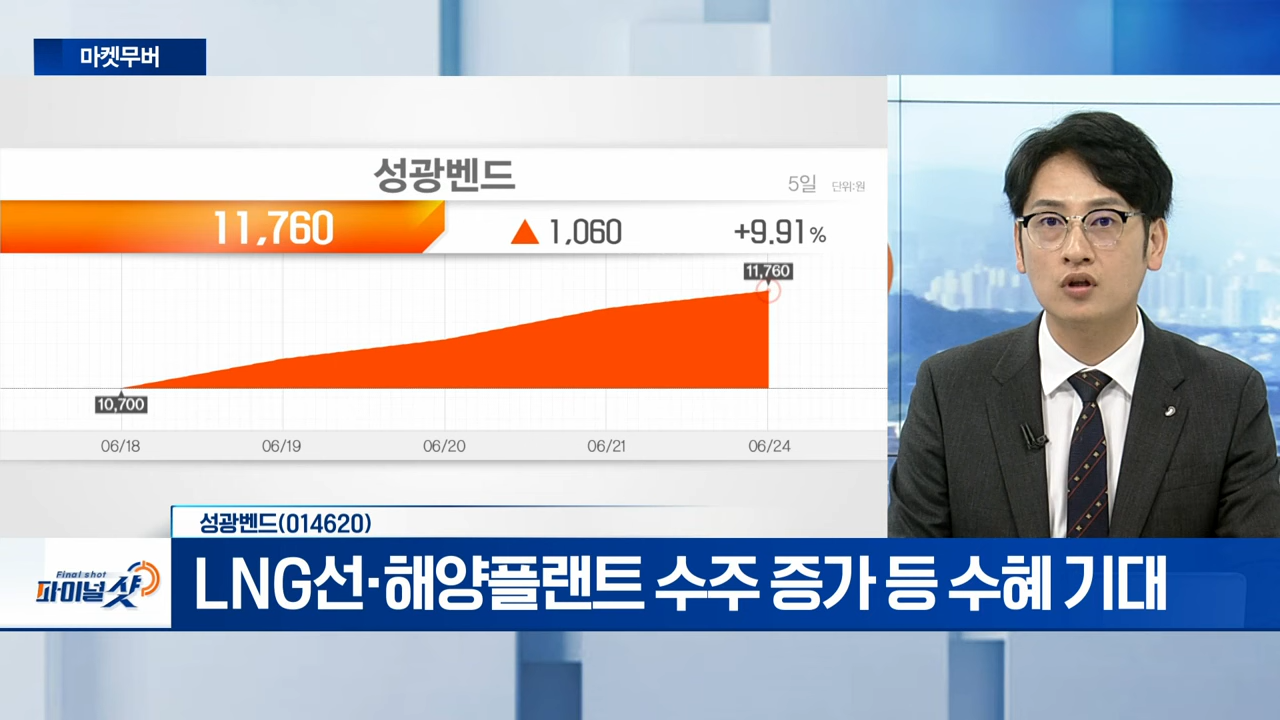 마켓무버
성광벤드
5일 단위:원
11,760 ▲ 1,060 +9.91%
11,760
10,700
06/18 06/19 06/20 06/21 06/24
성광벤드(014620)
Final shot
파이널샷
LNG선·해양플랜트 수주 증가 등 수혜 기대